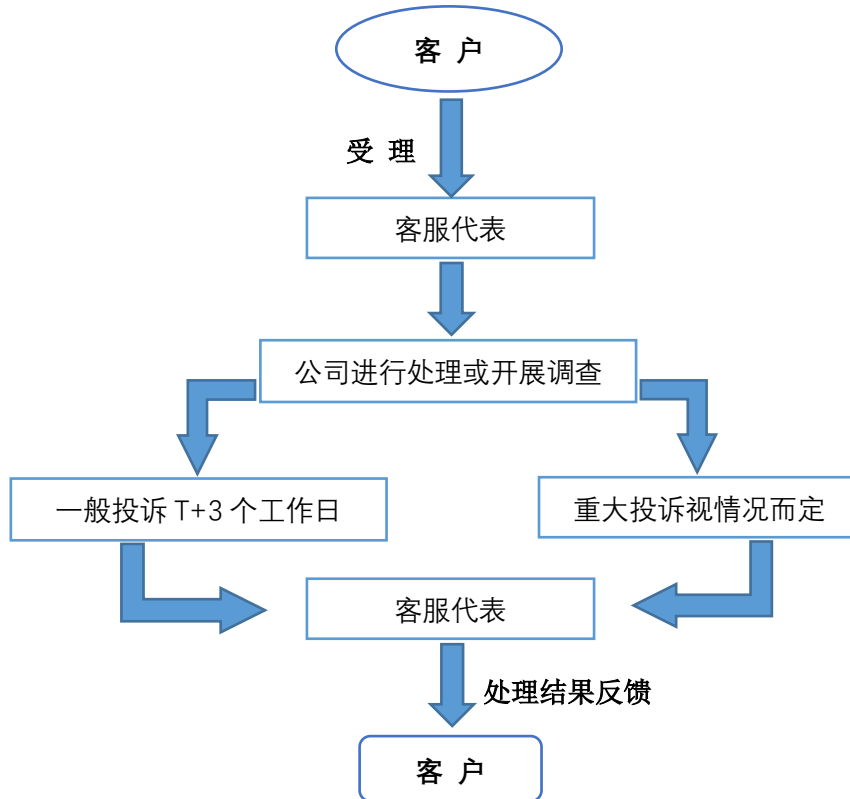 客 户
受 理
客服代表
公司进行处理或开展调查
一般投诉 T+3 个工作日
重大投诉视情况而定
客服代表
处理结果反馈
客 户